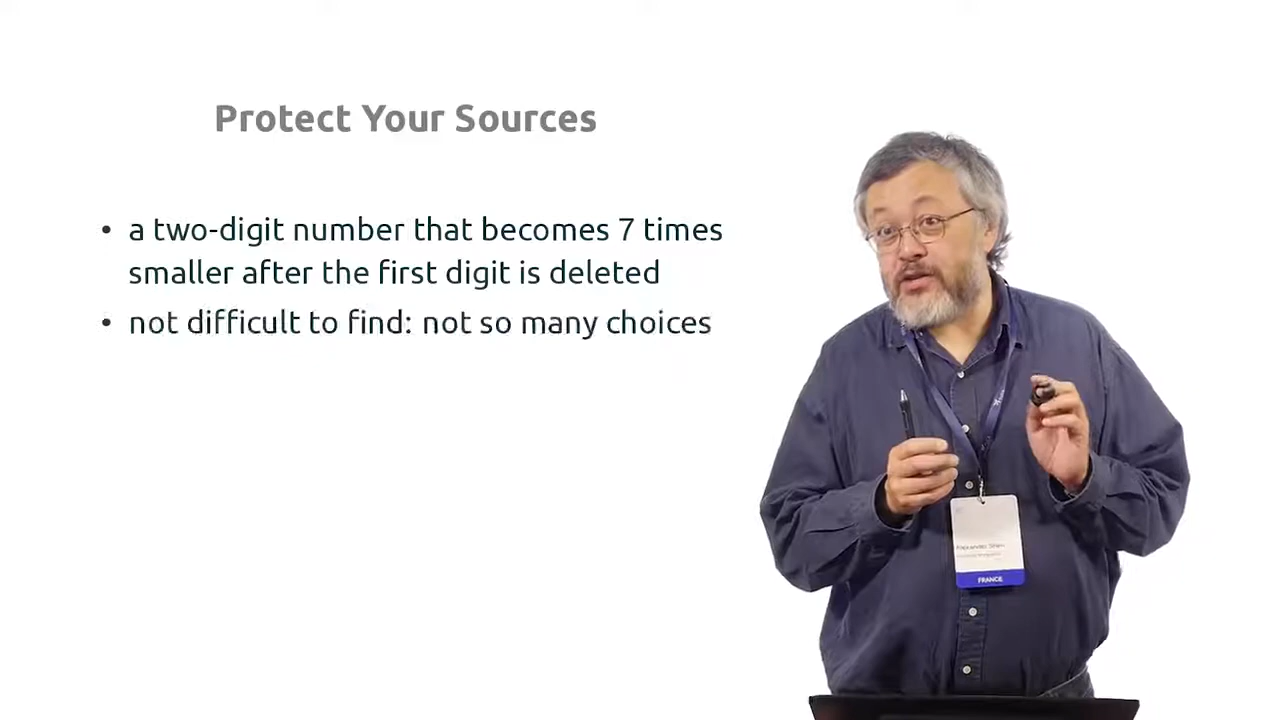 Protect Your Sources
• a two-digit number that becomes 7 times
smaller after the first digit is deleted
• not difficult to find: not so many choices
FRANCE